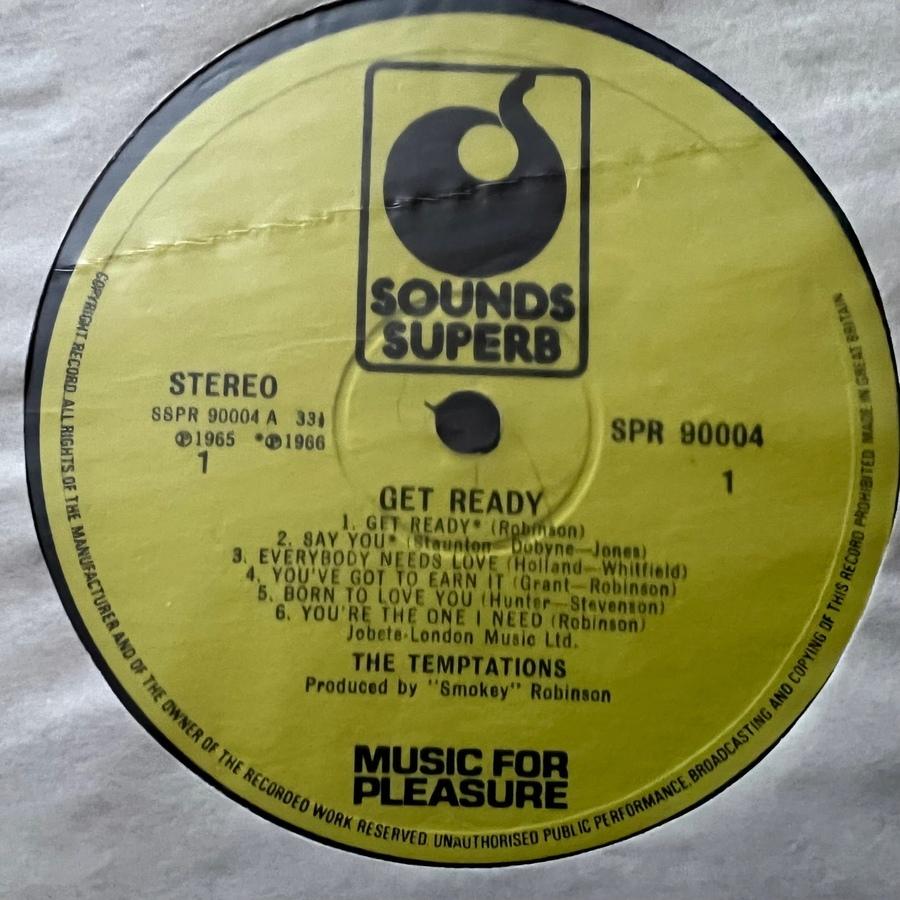 SOUNDS
SUPERB
STEREO
SSPR 90004 A 33⅓
℗1965 *℗1966
1
SPR 90004
1
GET READY
1. GET READY* (Robinson)
2. SAY YOU* (Staunton—Dobyne—Jones)
3. EVERYBODY NEEDS LOVE (Holland—Whitfield)
4. YOU'VE GOT TO EARN IT (Grant—Robinson)
5. BORN TO LOVE YOU (Hunter—Stevenson)
6. YOU'RE THE ONE I NEED (Robinson)
Jobete-London Music Ltd.
THE TEMPTATIONS
Produced by "Smokey" Robinson
MUSIC FOR
PLEASURE
COPYRIGHT RECORD ALL RIGHTS OF THE MANUFACTURER AND OF THE OWNER OF THE RECORDED WORK RESERVED. UNAUTHORISED PUBLIC PERFORMANCE, BROADCASTING AND COPYING OF THIS RECORD PROHIBITED MADE IN GREAT BRITAIN